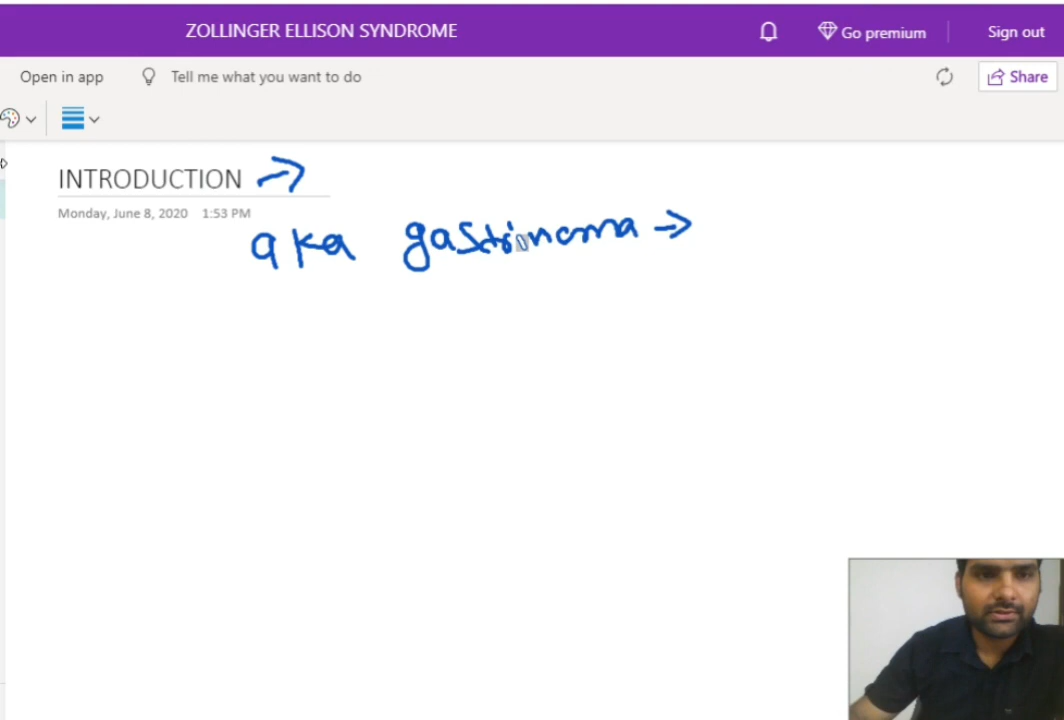 ZOLLINGER ELLISON SYNDROME Go premium Sign out
Open in app Tell me what you want to do Share
INTRODUCTION →
Monday, June 8, 2020 1:53 PM
aka gastrinoma →